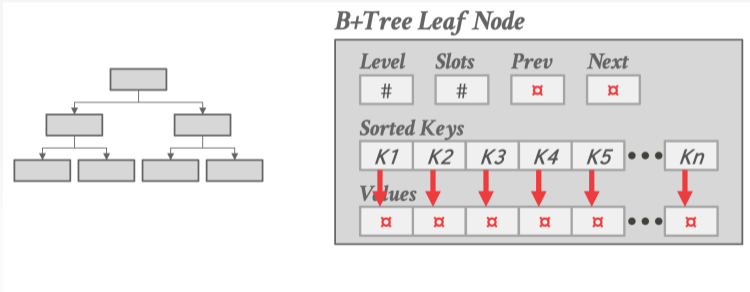 B+Tree Leaf Node
Level Slots Prev Next
# # ¤ ¤
Sorted Keys
K1 K2 K3 K4 K5 ••• Kn
Values
¤ ¤ ¤ ¤ ¤ ••• ¤